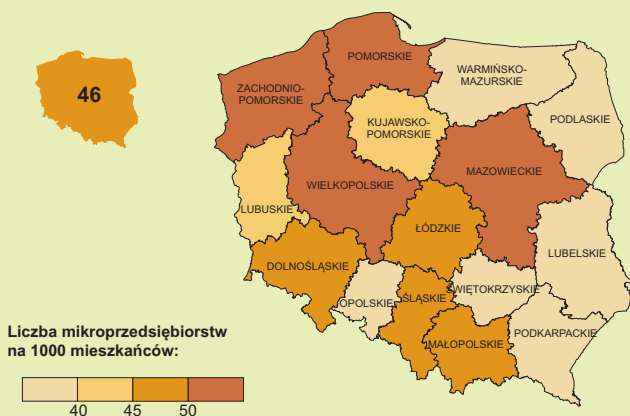 46
POMORSKIE
WARMIŃSKO-
MAZURSKIE
ZACHODNIO-
POMORSKIE
PODLASKIE
KUJAWSKO-
POMORSKIE
MAZOWIECKIE
WIELKOPOLSKIE
LUBUSKIE
ŁÓDZKIE
LUBELSKIE
DOLNOŚLĄSKIE
OPOLSKIE
ŚLĄSKIE
ŚWIĘTOKRZYSKIE
PODKARPACKIE
MAŁOPOLSKIE
Liczba mikroprzedsiębiorstw
na 1000 mieszkańców:
40 45 50